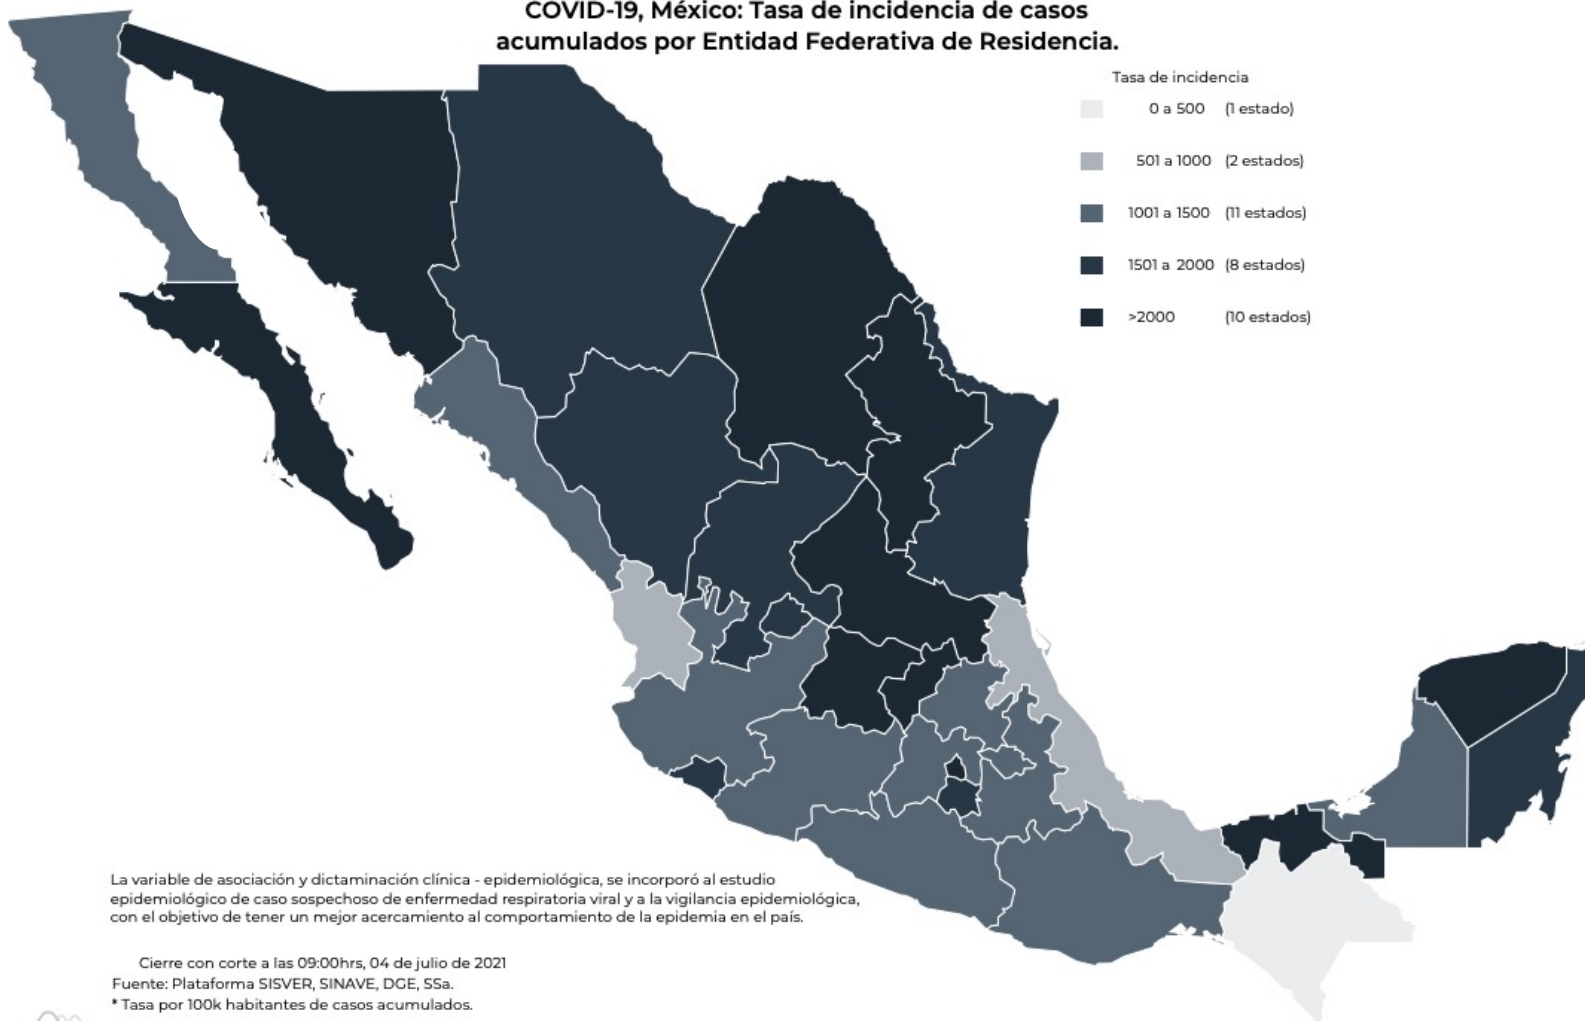 COVID-19, México: Tasa de incidencia de casos
acumulados por Entidad Federativa de Residencia.
Tasa de incidencia
0 a 500 (1 estado)
501 a 1000 (2 estados)
1001 a 1500 (11 estados)
1501 a 2000 (8 estados)
>2000 (10 estados)
La variable de asociación y dictaminación clínica - epidemiológica, se incorporó al estudio
epidemiológico de caso sospechoso de enfermedad respiratoria viral y a la vigilancia epidemiológica,
con el objetivo de tener un mejor acercamiento al comportamiento de la epidemia en el país.
Cierre con corte a las 09:00hrs, 04 de julio de 2021
Fuente: Plataforma SISVER, SINAVE, DGE, SSa.
* Tasa por 100k habitantes de casos acumulados.